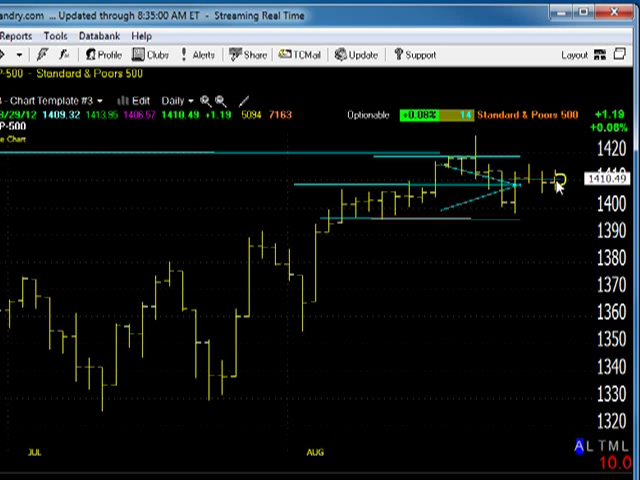 andry.com ... Updated through 8:35:00 AM ET - Streaming Real Time
Reports Tools Databank Help
Profile Clubs Alerts Share TCMail Update Support Layout
P-500 - Standard & Poors 500
- Chart Template #3 Edit Daily
8/29/12 1409.32 1413.95 1406.57 1410.49 +1.19 5094 7163 Optionable +0.08% 14 Standard & Poors 500 +1.19
P-500 +0.08%
e Chart
1420
1410.49
1400
1390
1380
1370
1360
1350
1340
1330
1320
A L T M L
JUL AUG
10.0